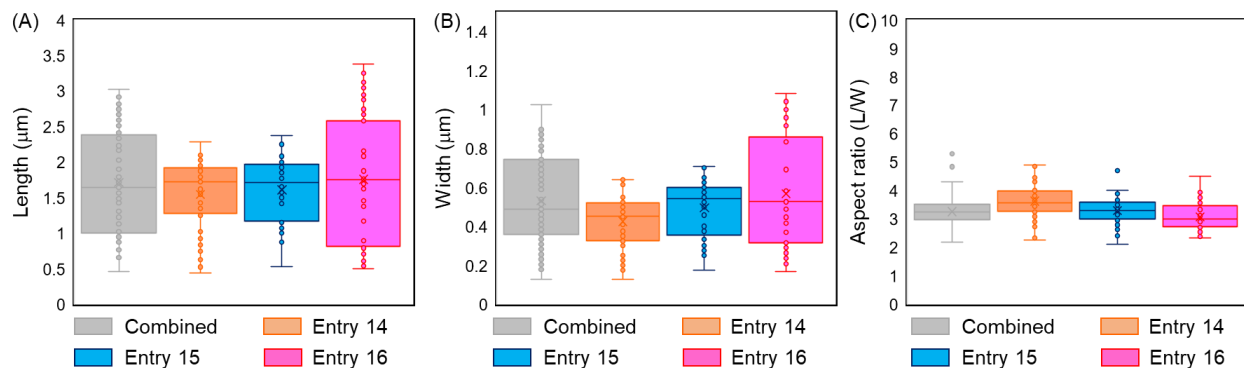 (A)
Length (μm)
4
3.5
3
2.5
2
1.5
1
0.5
0
Combined
Entry 14
Entry 15
Entry 16
(B)
Width (μm)
1.4
1.2
1
0.8
0.6
0.4
0.2
0
Combined
Entry 14
Entry 15
Entry 16
(C)
Aspect ratio (L/W)
10
9
8
7
6
5
4
3
2
1
0
Combined
Entry 14
Entry 15
Entry 16